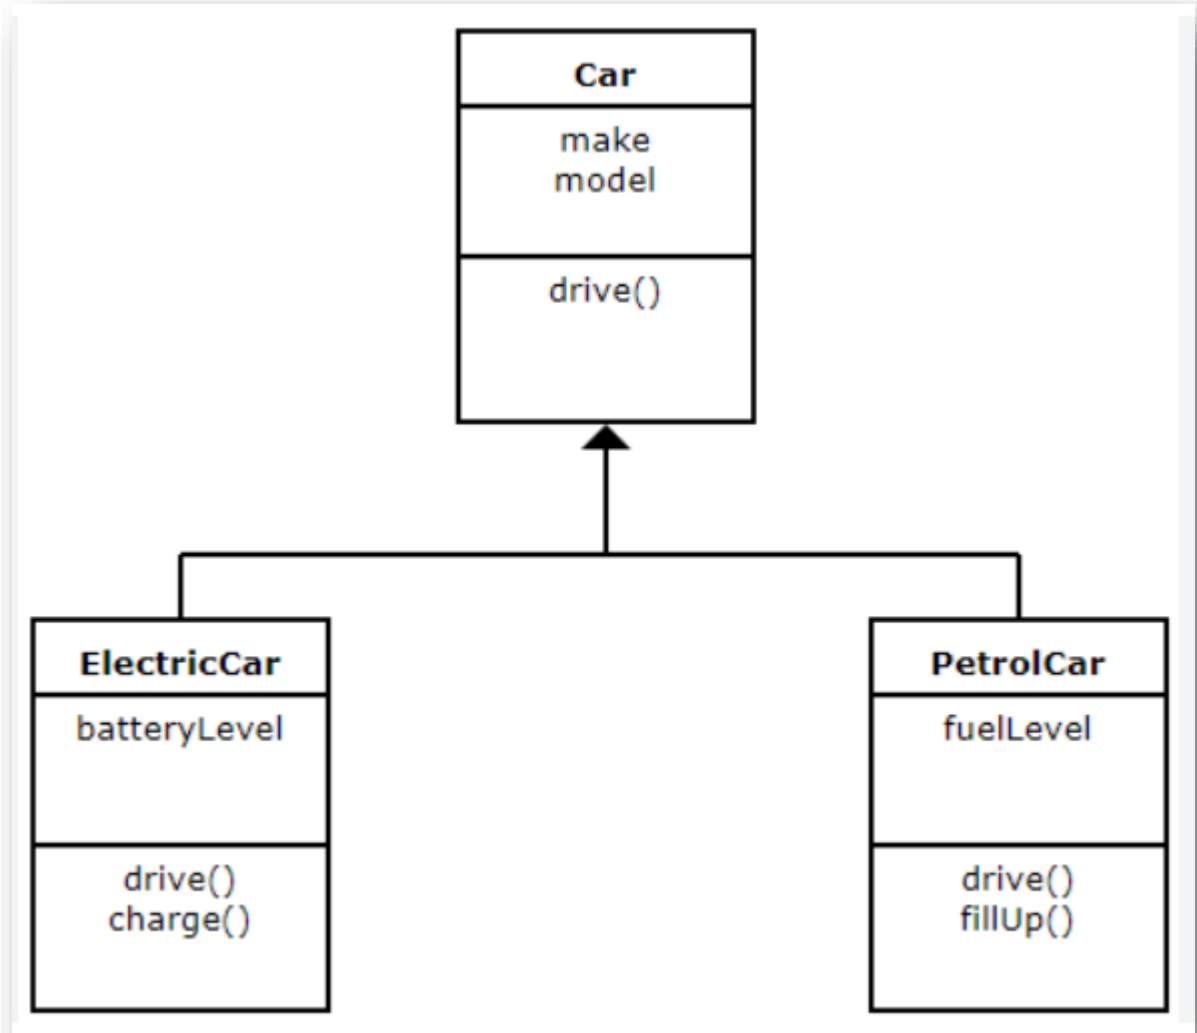 Car
make
model
drive()
ElectricCar
batteryLevel
drive()
charge()
PetrolCar
fuelLevel
drive()
fillUp()